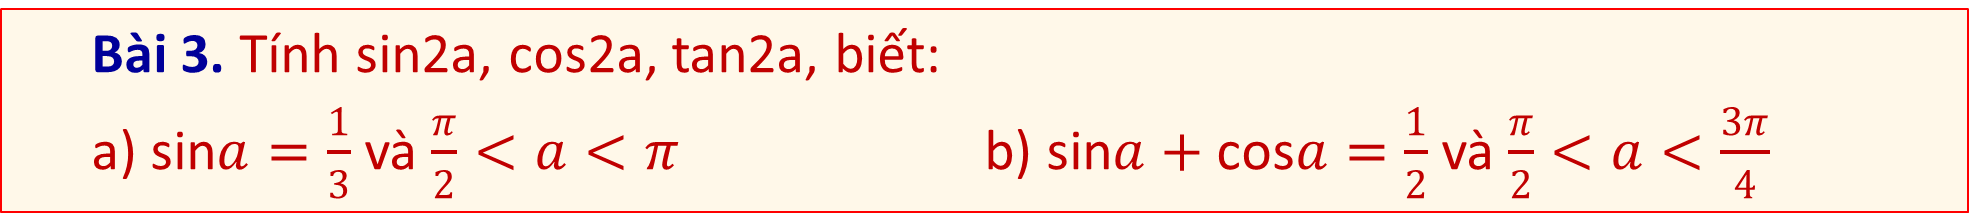 Bài 3. Tính sin2a, cos2a, tan2a, biết:
a) sin𝑎 = 1/3 và 𝜋/2 < 𝑎 < 𝜋 b) sin𝑎 + cos𝑎 = 1/2 và 𝜋/2 < 𝑎 < 3𝜋/4